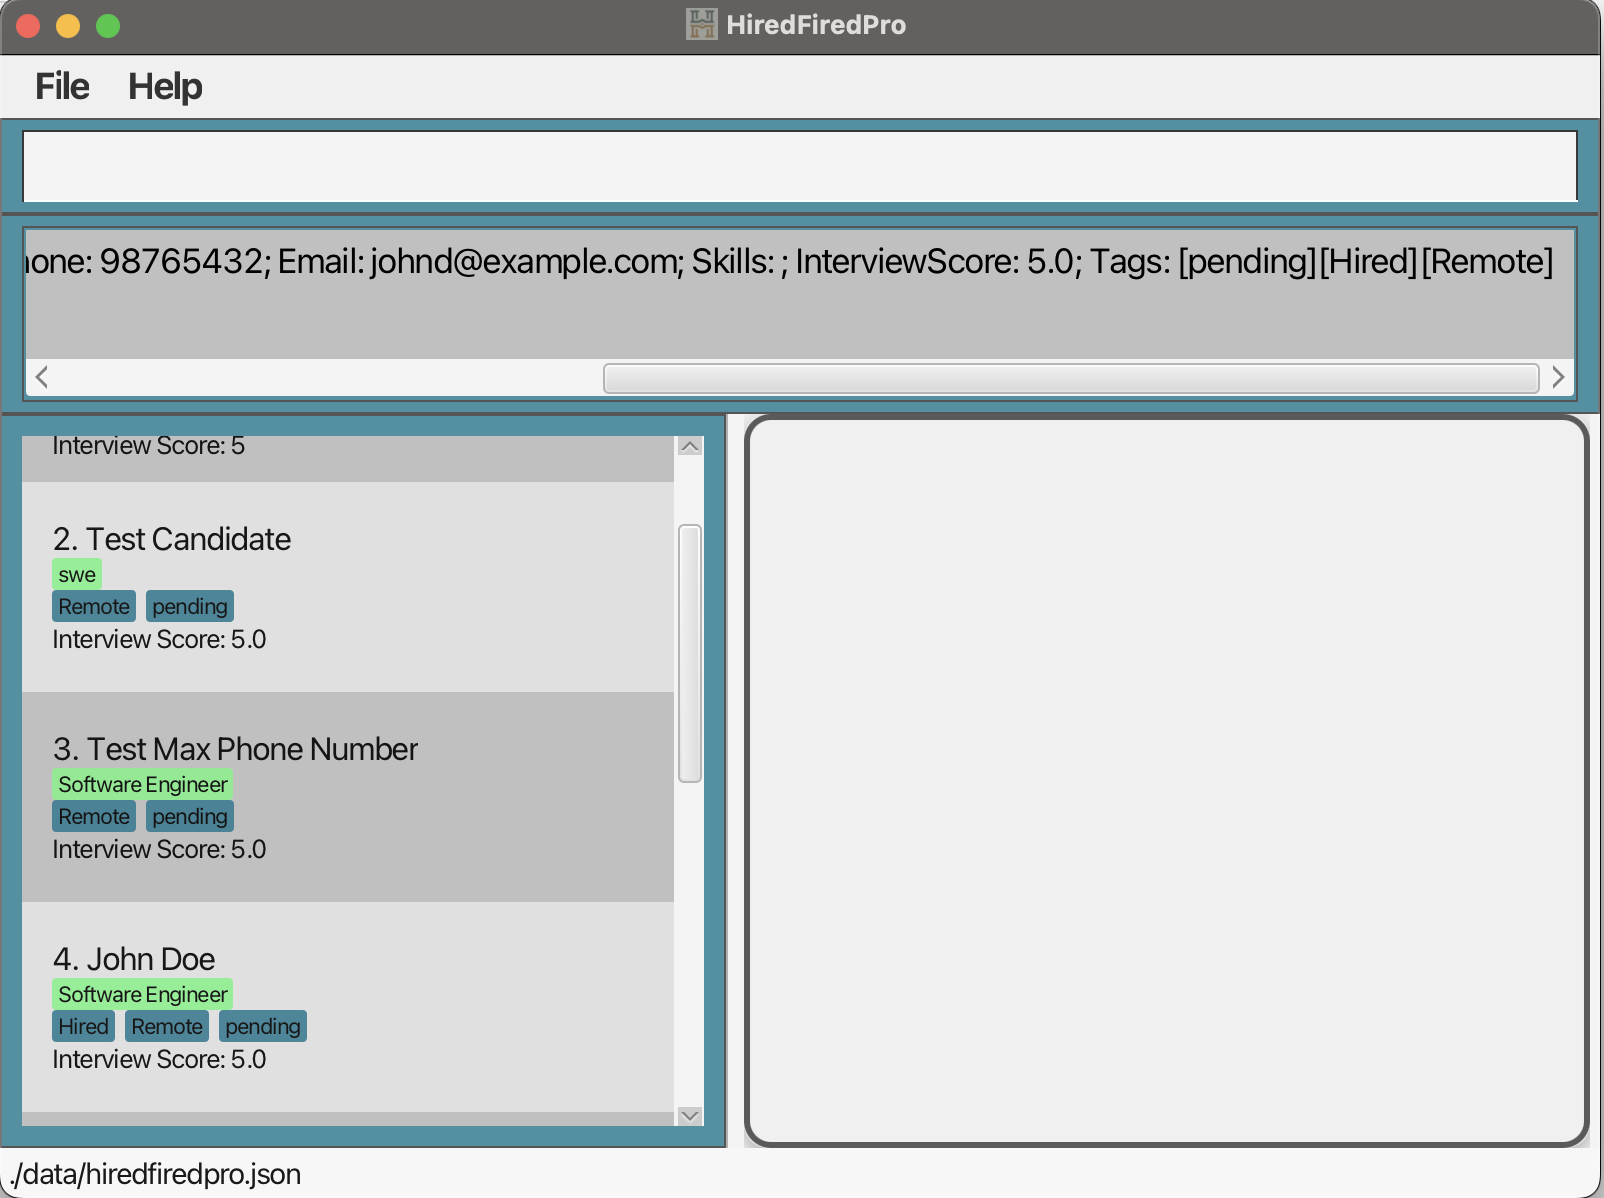 HiredFiredPro
File Help
hone: 98765432; Email: johnd@example.com; Skills: ; InterviewScore: 5.0; Tags: [pending][Hired][Remote]
Interview Score: 5
2. Test Candidate
swe
Remote pending
Interview Score: 5.0
3. Test Max Phone Number
Software Engineer
Remote pending
Interview Score: 5.0
4. John Doe
Software Engineer
Hired Remote pending
Interview Score: 5.0
./data/hiredfiredpro.json